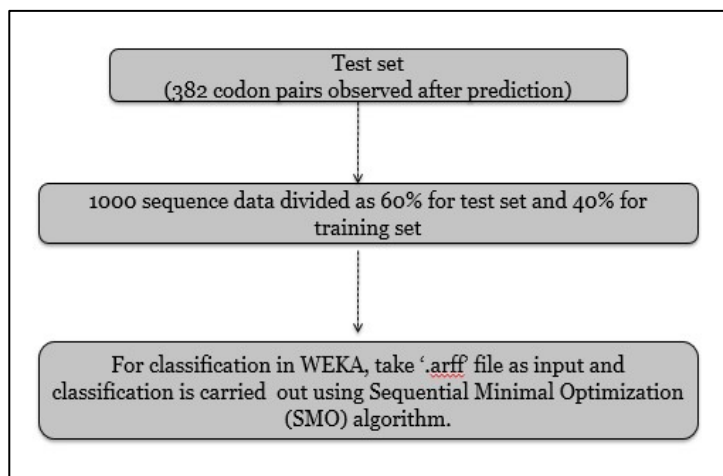 Test set
(382 codon pairs observed after prediction)
1000 sequence data divided as 60% for test set and 40% for
training set
For classification in WEKA, take ‘.arff’ file as input and
classification is carried out using Sequential Minimal Optimization
(SMO) algorithm.